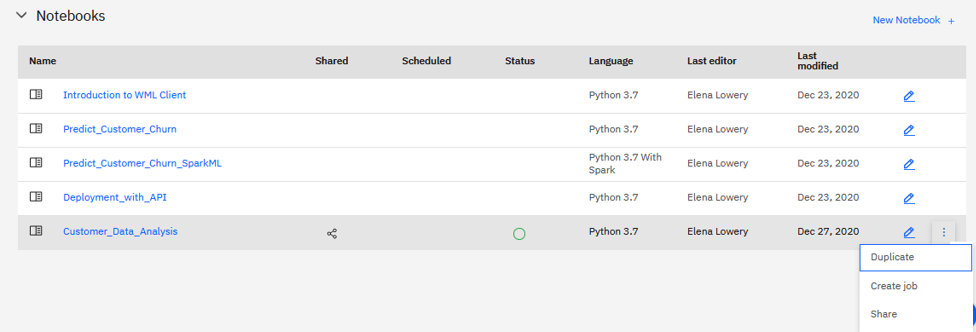 Notebooks
New Notebook +
Name Shared Scheduled Status Language Last editor Last modified
Introduction to WML Client Python 3.7 Elena Lowery Dec 23, 2020
Predict_Customer_Churn Python 3.7 Elena Lowery Dec 23, 2020
Predict_Customer_Churn_SparkML Python 3.7 With Spark Elena Lowery Dec 23, 2020
Deployment_with_API Python 3.7 Elena Lowery Dec 23, 2020
Customer_Data_Analysis Python 3.7 Elena Lowery Dec 27, 2020
Duplicate
Create job
Share